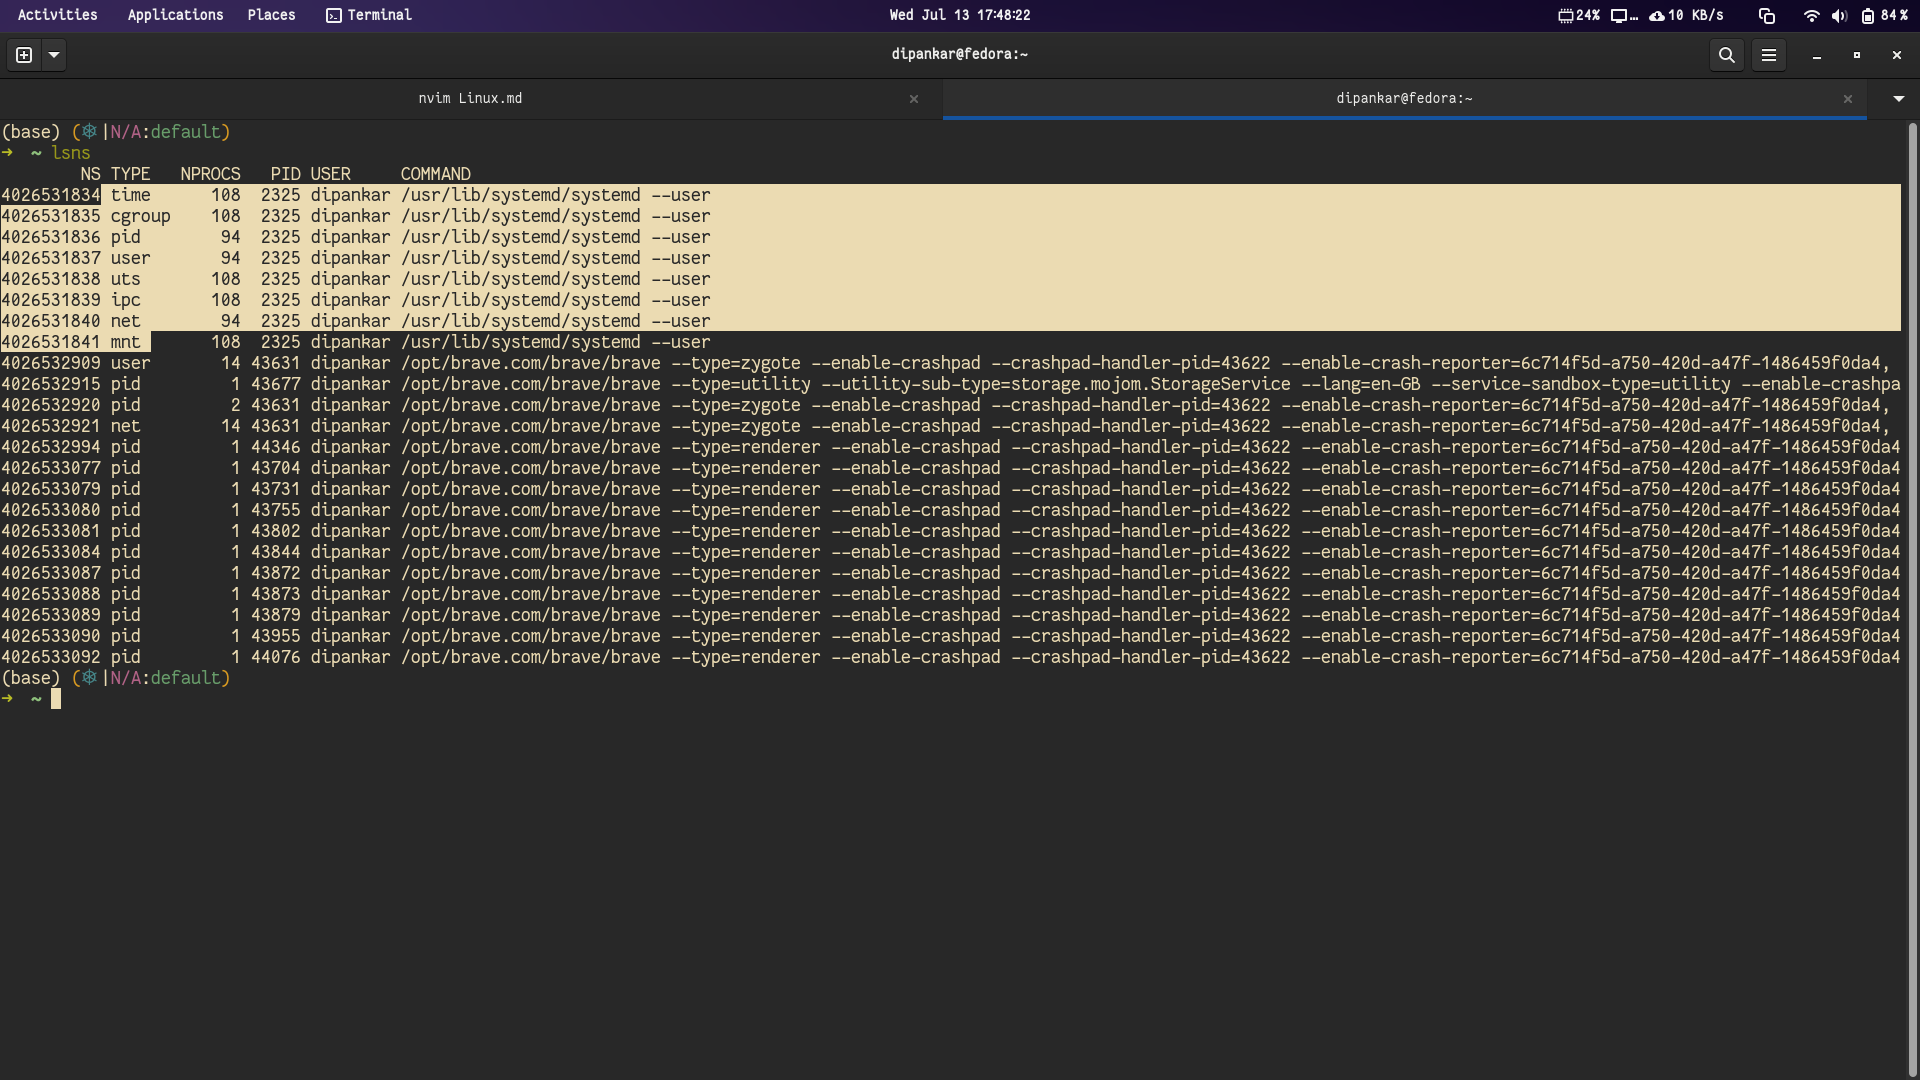 Activities Applications Places Terminal Wed Jul 13 17:48:22 24% … 10 KB/s 84%
dipankar@fedora:~
nvim Linux.md × dipankar@fedora:~ ×
(base) (⎈|N/A:default)
→ ~ lsns
NS TYPE NPROCS PID USER COMMAND
4026531834 time 108 2325 dipankar /usr/lib/systemd/systemd --user
4026531835 cgroup 108 2325 dipankar /usr/lib/systemd/systemd --user
4026531836 pid 94 2325 dipankar /usr/lib/systemd/systemd --user
4026531837 user 94 2325 dipankar /usr/lib/systemd/systemd --user
4026531838 uts 108 2325 dipankar /usr/lib/systemd/systemd --user
4026531839 ipc 108 2325 dipankar /usr/lib/systemd/systemd --user
4026531840 net 94 2325 dipankar /usr/lib/systemd/systemd --user
4026531841 mnt 108 2325 dipankar /usr/lib/systemd/systemd --user
4026532909 user 14 43631 dipankar /opt/brave.com/brave/brave --type=zygote --enable-crashpad --crashpad-handler-pid=43622 --enable-crash-reporter=6c714f5d-a750-420d-a47f-1486459f0da4,
4026532915 pid 1 43677 dipankar /opt/brave.com/brave/brave --type=utility --utility-sub-type=storage.mojom.StorageService --lang=en-GB --service-sandbox-type=utility --enable-crashpa
4026532920 pid 2 43631 dipankar /opt/brave.com/brave/brave --type=zygote --enable-crashpad --crashpad-handler-pid=43622 --enable-crash-reporter=6c714f5d-a750-420d-a47f-1486459f0da4,
4026532921 net 14 43631 dipankar /opt/brave.com/brave/brave --type=zygote --enable-crashpad --crashpad-handler-pid=43622 --enable-crash-reporter=6c714f5d-a750-420d-a47f-1486459f0da4,
4026532994 pid 1 44346 dipankar /opt/brave.com/brave/brave --type=renderer --enable-crashpad --crashpad-handler-pid=43622 --enable-crash-reporter=6c714f5d-a750-420d-a47f-1486459f0da4
4026533077 pid 1 43704 dipankar /opt/brave.com/brave/brave --type=renderer --enable-crashpad --crashpad-handler-pid=43622 --enable-crash-reporter=6c714f5d-a750-420d-a47f-1486459f0da4
4026533079 pid 1 43731 dipankar /opt/brave.com/brave/brave --type=renderer --enable-crashpad --crashpad-handler-pid=43622 --enable-crash-reporter=6c714f5d-a750-420d-a47f-1486459f0da4
4026533080 pid 1 43755 dipankar /opt/brave.com/brave/brave --type=renderer --enable-crashpad --crashpad-handler-pid=43622 --enable-crash-reporter=6c714f5d-a750-420d-a47f-1486459f0da4
4026533081 pid 1 43802 dipankar /opt/brave.com/brave/brave --type=renderer --enable-crashpad --crashpad-handler-pid=43622 --enable-crash-reporter=6c714f5d-a750-420d-a47f-1486459f0da4
4026533084 pid 1 43844 dipankar /opt/brave.com/brave/brave --type=renderer --enable-crashpad --crashpad-handler-pid=43622 --enable-crash-reporter=6c714f5d-a750-420d-a47f-1486459f0da4
4026533087 pid 1 43872 dipankar /opt/brave.com/brave/brave --type=renderer --enable-crashpad --crashpad-handler-pid=43622 --enable-crash-reporter=6c714f5d-a750-420d-a47f-1486459f0da4
4026533088 pid 1 43873 dipankar /opt/brave.com/brave/brave --type=renderer --enable-crashpad --crashpad-handler-pid=43622 --enable-crash-reporter=6c714f5d-a750-420d-a47f-1486459f0da4
4026533089 pid 1 43879 dipankar /opt/brave.com/brave/brave --type=renderer --enable-crashpad --crashpad-handler-pid=43622 --enable-crash-reporter=6c714f5d-a750-420d-a47f-1486459f0da4
4026533090 pid 1 43955 dipankar /opt/brave.com/brave/brave --type=renderer --enable-crashpad --crashpad-handler-pid=43622 --enable-crash-reporter=6c714f5d-a750-420d-a47f-1486459f0da4
4026533092 pid 1 44076 dipankar /opt/brave.com/brave/brave --type=renderer --enable-crashpad --crashpad-handler-pid=43622 --enable-crash-reporter=6c714f5d-a750-420d-a47f-1486459f0da4
(base) (⎈|N/A:default)
→ ~